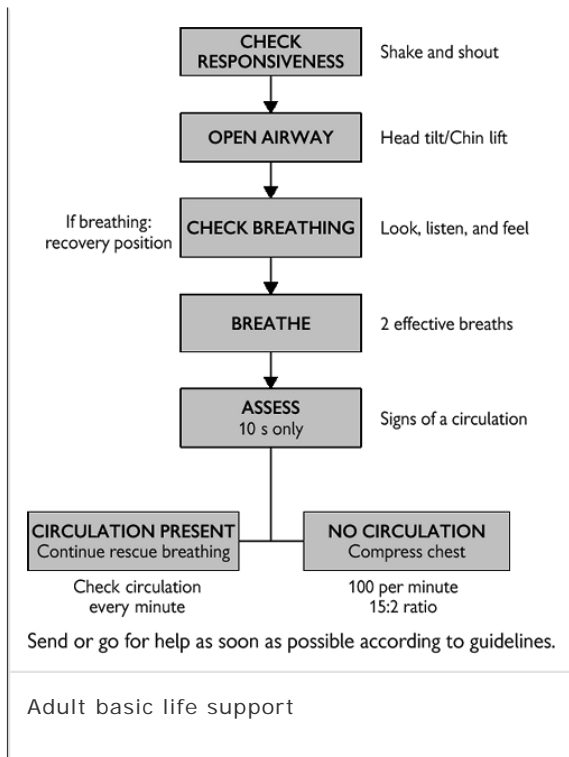 CHECK
RESPONSIVENESS
Shake and shout
OPEN AIRWAY
Head tilt/Chin lift
If breathing:
recovery position
CHECK BREATHING
Look, listen, and feel
BREATHE
2 effective breaths
ASSESS
10 s only
Signs of a circulation
CIRCULATION PRESENT
Continue rescue breathing
Check circulation
every minute
NO CIRCULATION
Compress chest
100 per minute
15:2 ratio
Send or go for help as soon as possible according to guidelines.
Adult basic life support